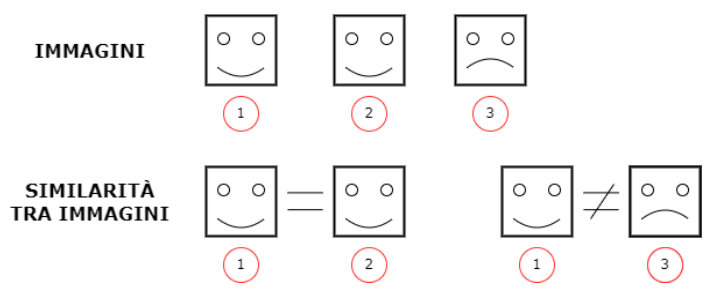 IMMAGINI
1 2 3
SIMILARITÀ
TRA IMMAGINI
1 2 1 3